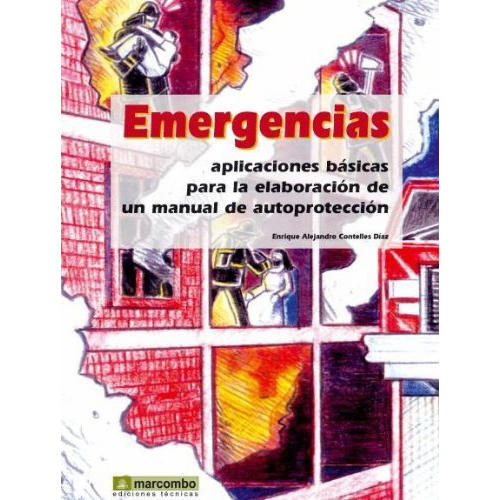 Emergencias
aplicaciones básicas
para la elaboración de
un manual de autoprotección
Enrique Alejandro Contelles Díaz
marcombo
ediciones técnicas